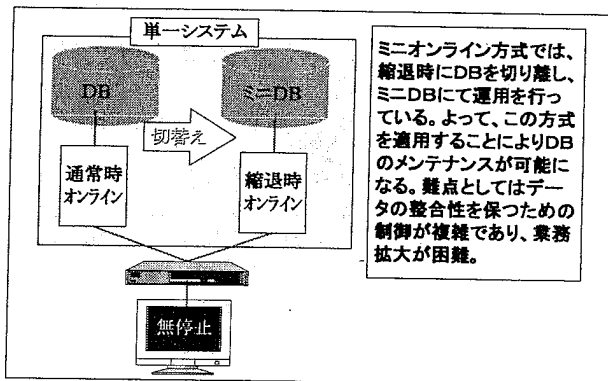 単一システム
DB
ミニDB
切替え
通常時
オンライン
縮退時
オンライン
無停止
ミニオンライン方式では、
縮退時にDBを切り離し、
ミニDBにて運用を行っ
ている。よって、この方式
を適用することによりDB
のメンテナンスが可能に
なる。難点としてはデー
タの整合性を保つための
制御が複雑であり、業務
拡大が困難。